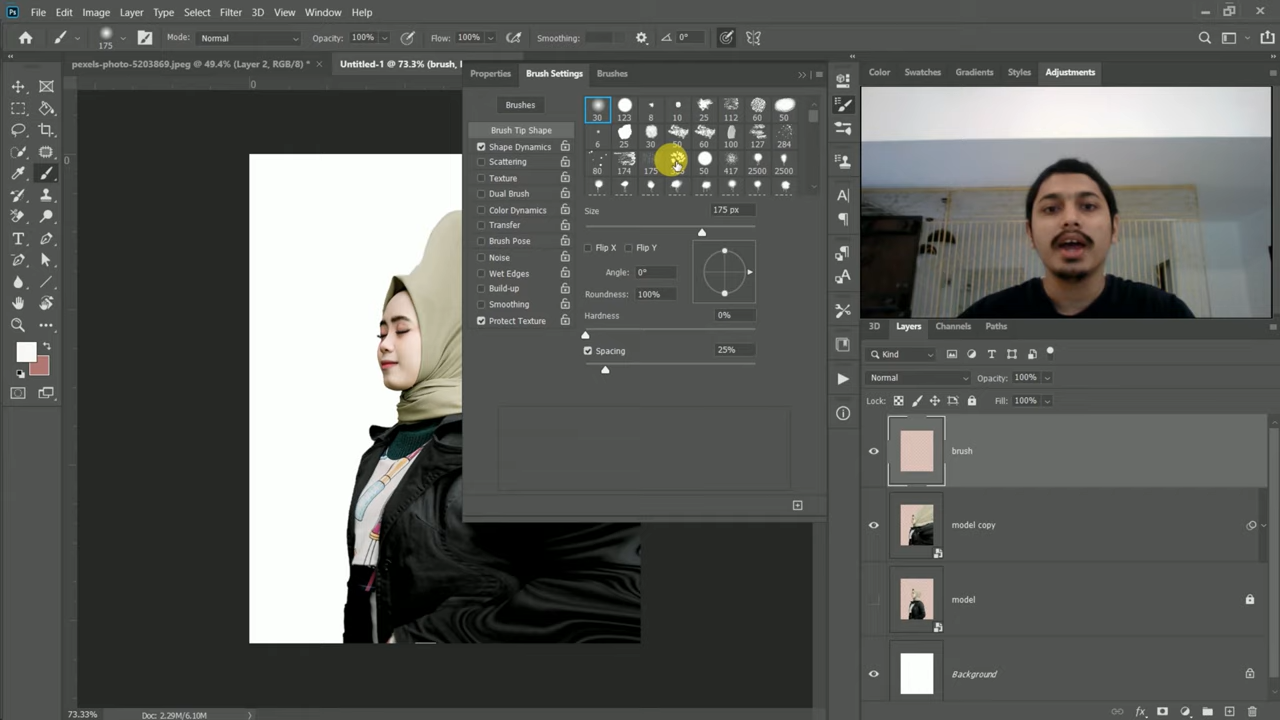 Ps File Edit Image Layer Type Select Filter 3D View Window Help
175 Mode: Normal Opacity: 100% Flow: 100% Smoothing: 0°
pexels-photo-5203869.jpeg @ 49.4% (Layer 2, RGB/8) * × Untitled-1 @ 73.3% (brush,
Properties Brush Settings Brushes
Color Swatches Gradients Styles Adjustments
Brushes
30 123 8 10 25 112 60 50
6 25 30 50 60 100 127 284
80 174 175 50 417 2500 2500
Brush Tip Shape
Shape Dynamics
Scattering
Texture
Dual Brush
Color Dynamics
Transfer
Brush Pose
Noise
Wet Edges
Build-up
Smoothing
Protect Texture
Size 175 px
Flip X Flip Y
Angle: 0°
Roundness: 100%
Hardness 0%
Spacing 25%
0
0
3D Layers Channels Paths
Kind
Normal Opacity: 100%
Lock: Fill: 100%
brush
model copy
model
Background
73.33% Doc: 2.29M/6.10M